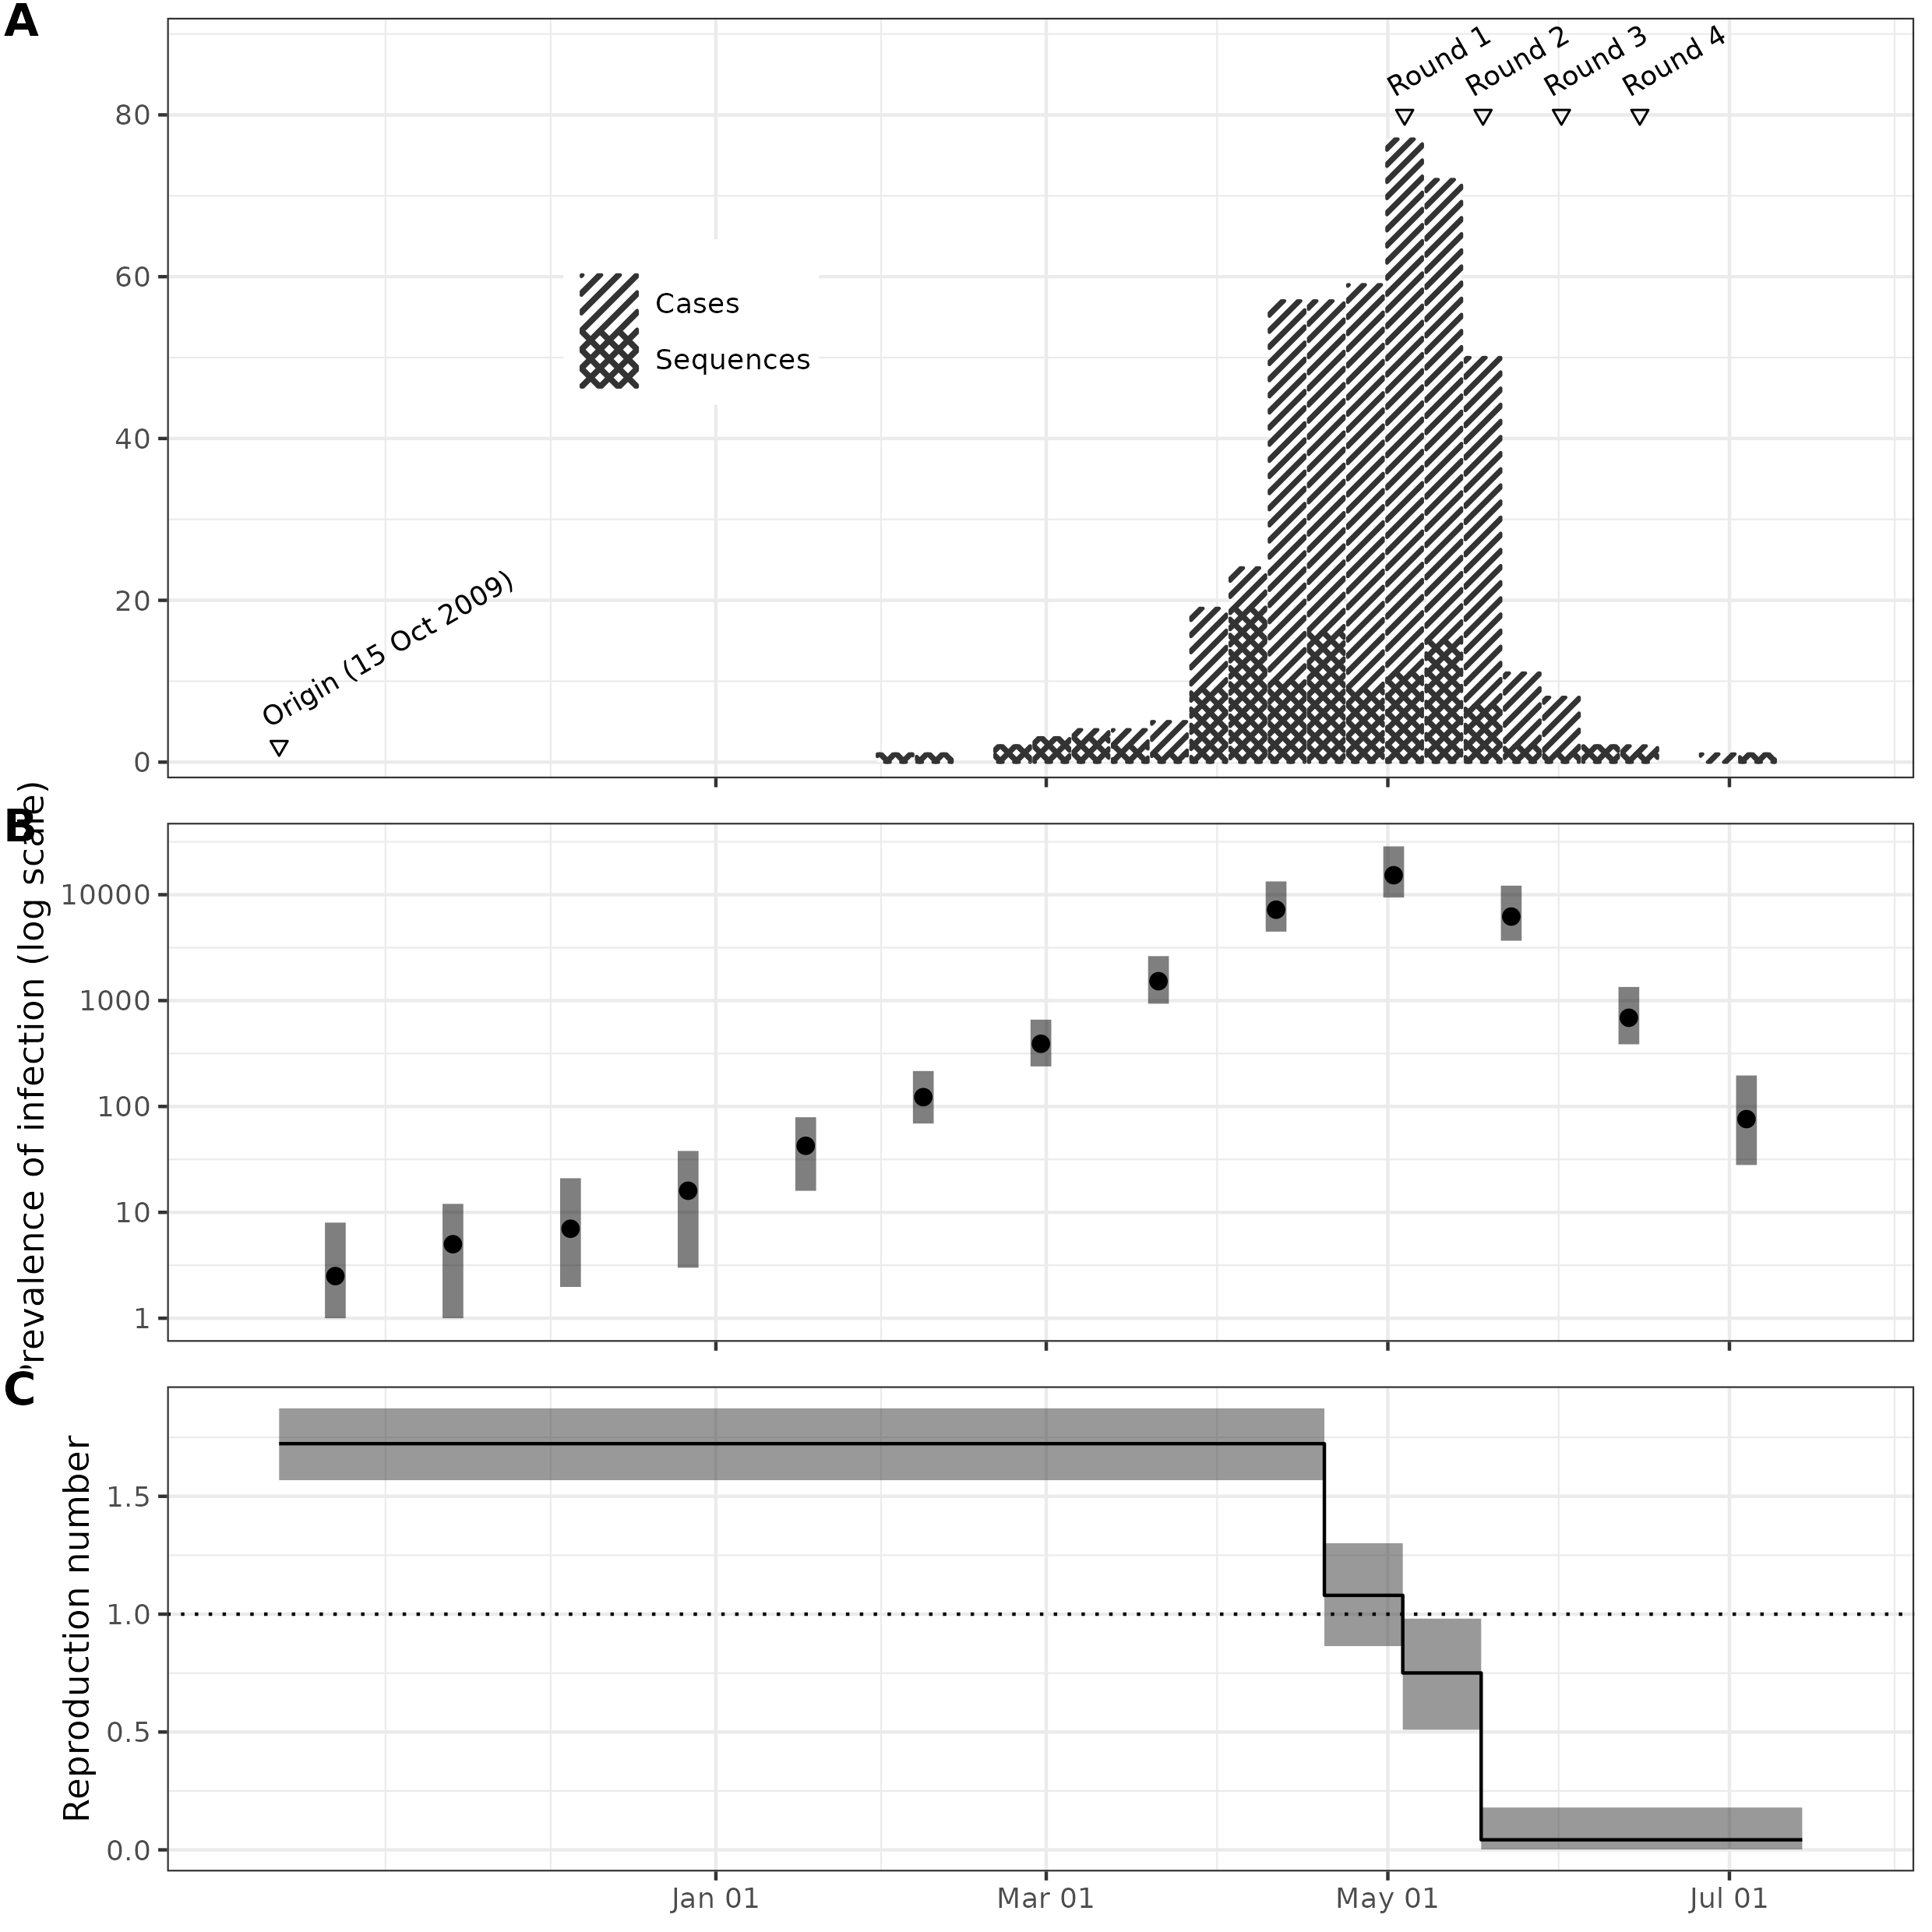 A
Round 1
Round 2
Round 3
Round 4
80
60
40
20
0
Cases
Sequences
Origin (15 Oct 2009)
B
Prevalence of infection (log scale)
10000
1000
100
10
1
C
Reproduction number
1.5
1.0
0.5
0.0
Jan 01
Mar 01
May 01
Jul 01